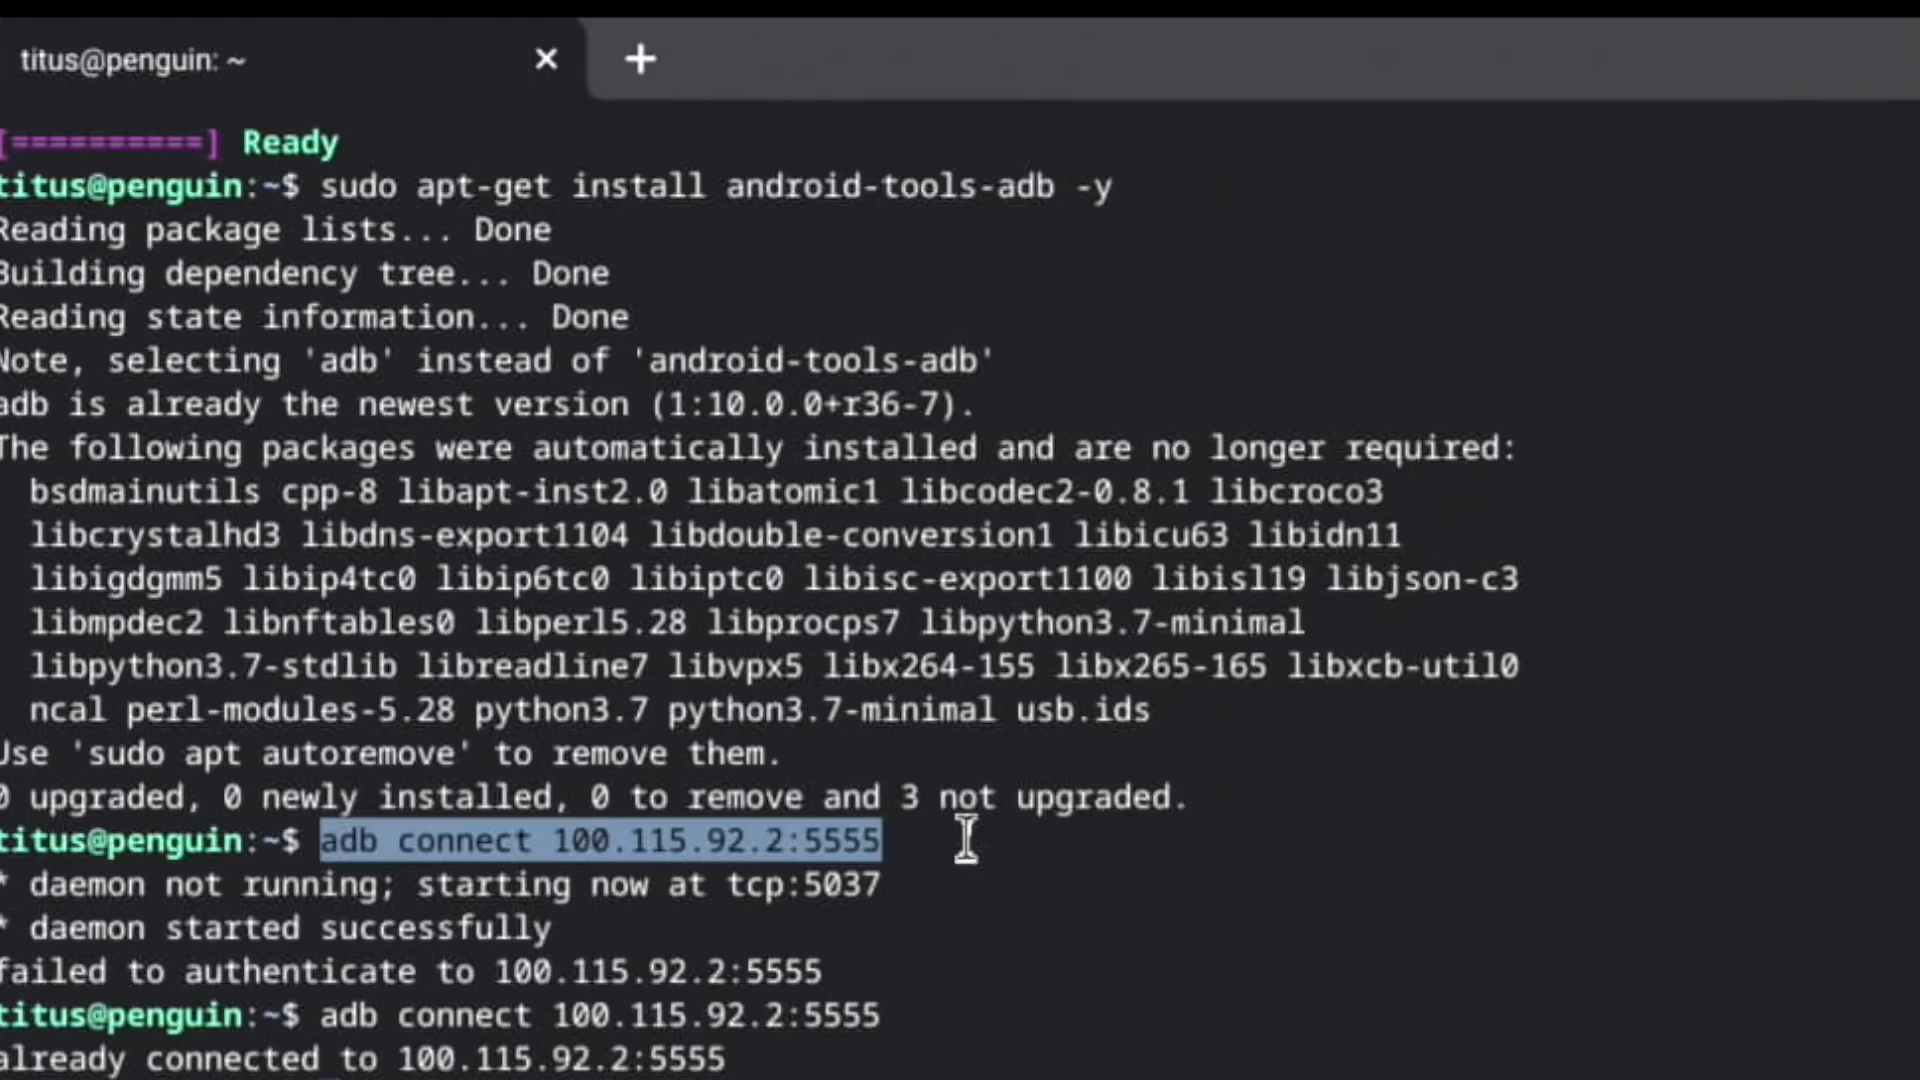 titus@penguin: ~
[==========] Ready
titus@penguin:~$ sudo apt-get install android-tools-adb -y
Reading package lists... Done
Building dependency tree... Done
Reading state information... Done
Note, selecting 'adb' instead of 'android-tools-adb'
adb is already the newest version (1:10.0.0+r36-7).
The following packages were automatically installed and are no longer required:
bsdmainutils cpp-8 libapt-inst2.0 libatomic1 libcodec2-0.8.1 libcroco3
libcrystalhd3 libdns-export1104 libdouble-conversion1 libicu63 libidn11
libigdgmm5 libip4tc0 libip6tc0 libiptc0 libisc-export1100 libisl19 libjson-c3
libmpdec2 libnftables0 libperl5.28 libprocps7 libpython3.7-minimal
libpython3.7-stdlib libreadline7 libvpx5 libx264-155 libx265-165 libxcb-util0
ncal perl-modules-5.28 python3.7 python3.7-minimal usb.ids
Use 'sudo apt autoremove' to remove them.
0 upgraded, 0 newly installed, 0 to remove and 3 not upgraded.
titus@penguin:~$ adb connect 100.115.92.2:5555
* daemon not running; starting now at tcp:5037
* daemon started successfully
failed to authenticate to 100.115.92.2:5555
titus@penguin:~$ adb connect 100.115.92.2:5555
already connected to 100.115.92.2:5555